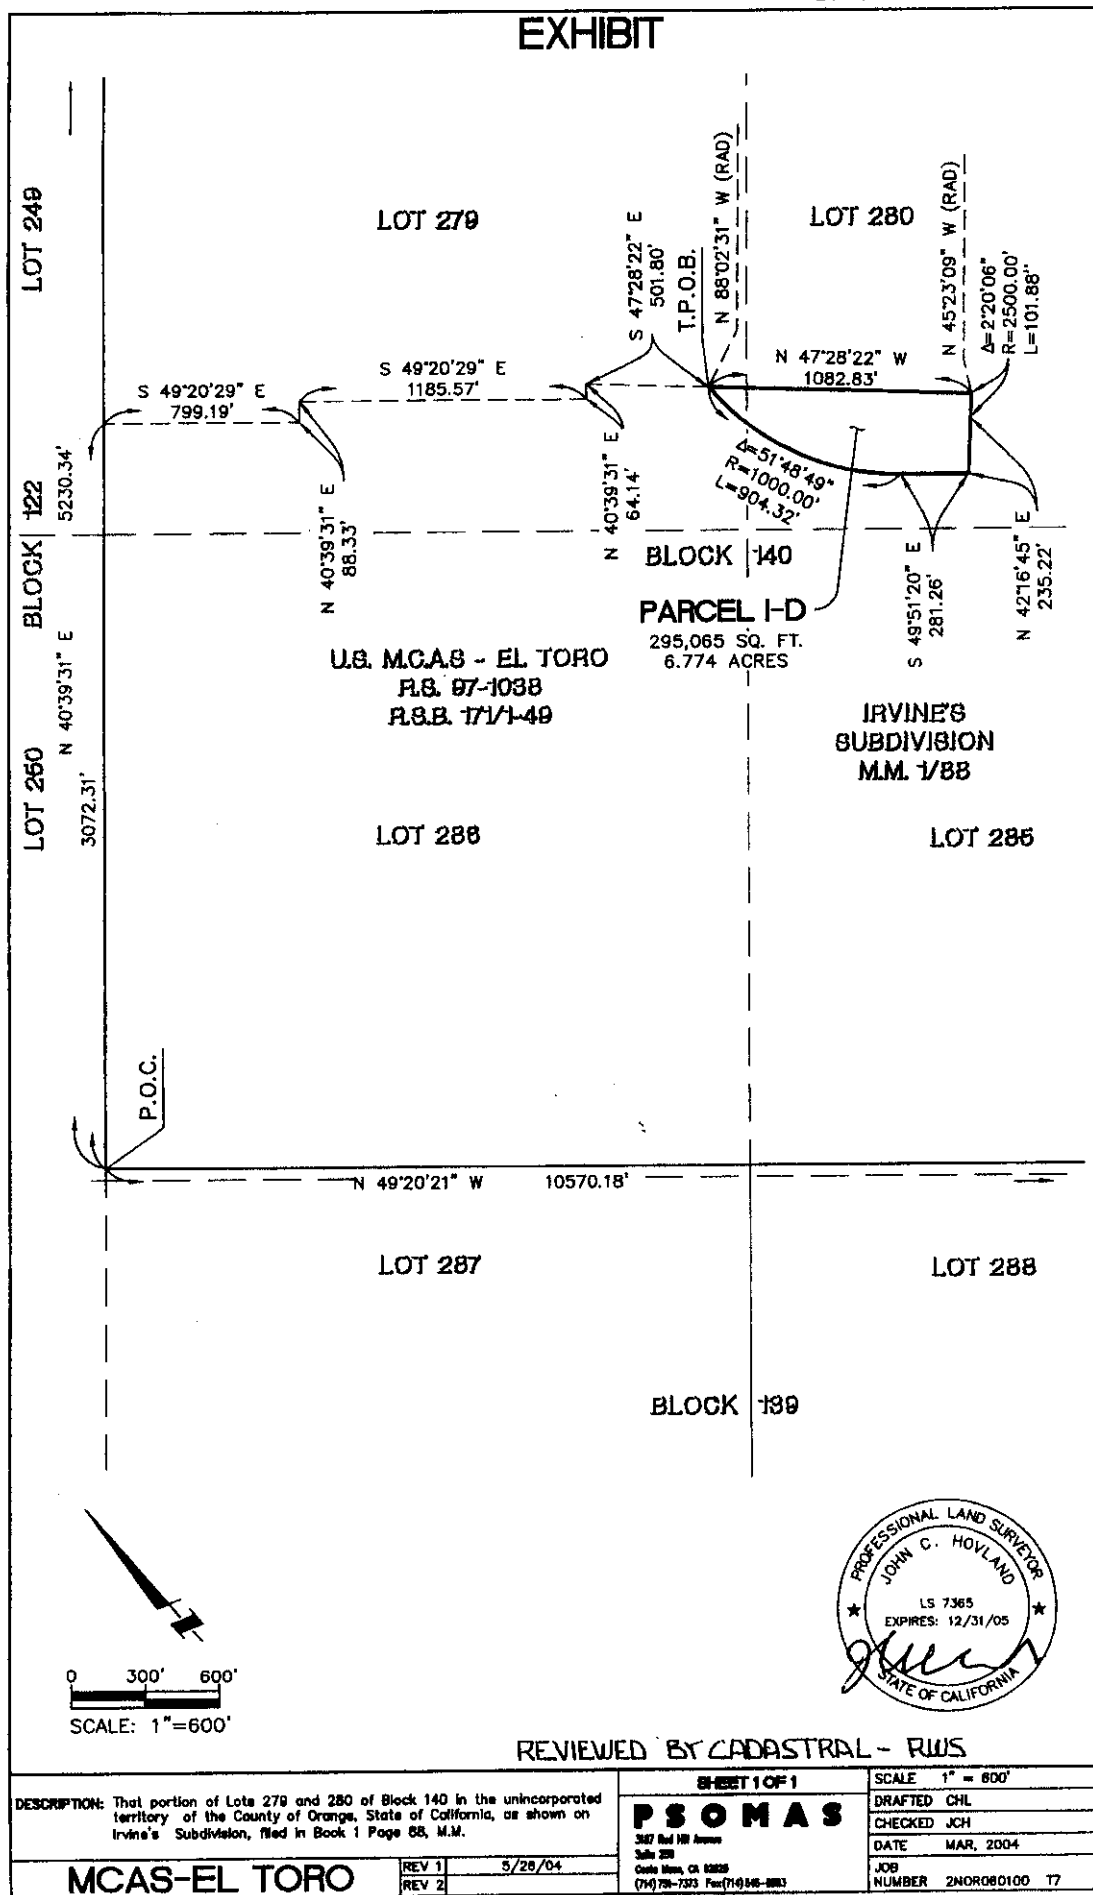 EXHIBIT
LOT 249
LOT 279
LOT 280
S 47°28'22" E
501.80'
T.P.O.B.
N 88°02'31" W (RAD)
N 45°23'09" W (RAD)
Δ=2°20'06"
R=2500.00'
L=101.88"
S 49°20'29" E
799.19'
S 49°20'29" E
1185.57'
N 47°28'22" W
1082.83'
Δ=51°48'49"
R=1000.00'
L=904.32'
N 40°39'31" E
88.33'
N 40°39'31" E
64.14'
5230.34'
BLOCK 122
BLOCK 140
PARCEL I-D
295,065 SQ. FT.
6.774 ACRES
S 49°51'20" E
281.26'
N 42°16'45" E
235.22'
N 40°39'31" E
U.S. M.C.A.S - EL TORO
R.S. 97-1038
R.S.B. 171/1-49
IRVINE'S
SUBDIVISION
M.M. 1/88
LOT 250
3072.31'
LOT 286
LOT 285
P.O.C.
N 49°20'21" W 10570.18'
LOT 287
LOT 288
BLOCK 139
PROFESSIONAL LAND SURVEYOR
JOHN C. HOVLAND
LS 7365
EXPIRES: 12/31/05
STATE OF CALIFORNIA
0 300' 600'
SCALE: 1"=600'
REVIEWED BY CADASTRAL - RWS
DESCRIPTION: That portion of Lots 279 and 280 of Block 140 in the unincorporated
territory of the County of Orange, State of California, as shown on
Irvine's Subdivision, filed in Book 1 Page 88, M.M.
MCAS-EL TORO
REV 1 5/28/04
REV 2
SHEET 1 OF 1
PSOMAS
3187 Red Hill Avenue
Costa Mesa, CA 92626
SCALE 1" = 600'
DRAFTED CHL
CHECKED JCH
DATE MAR, 2004
JOB
NUMBER 2NOR080100 T7